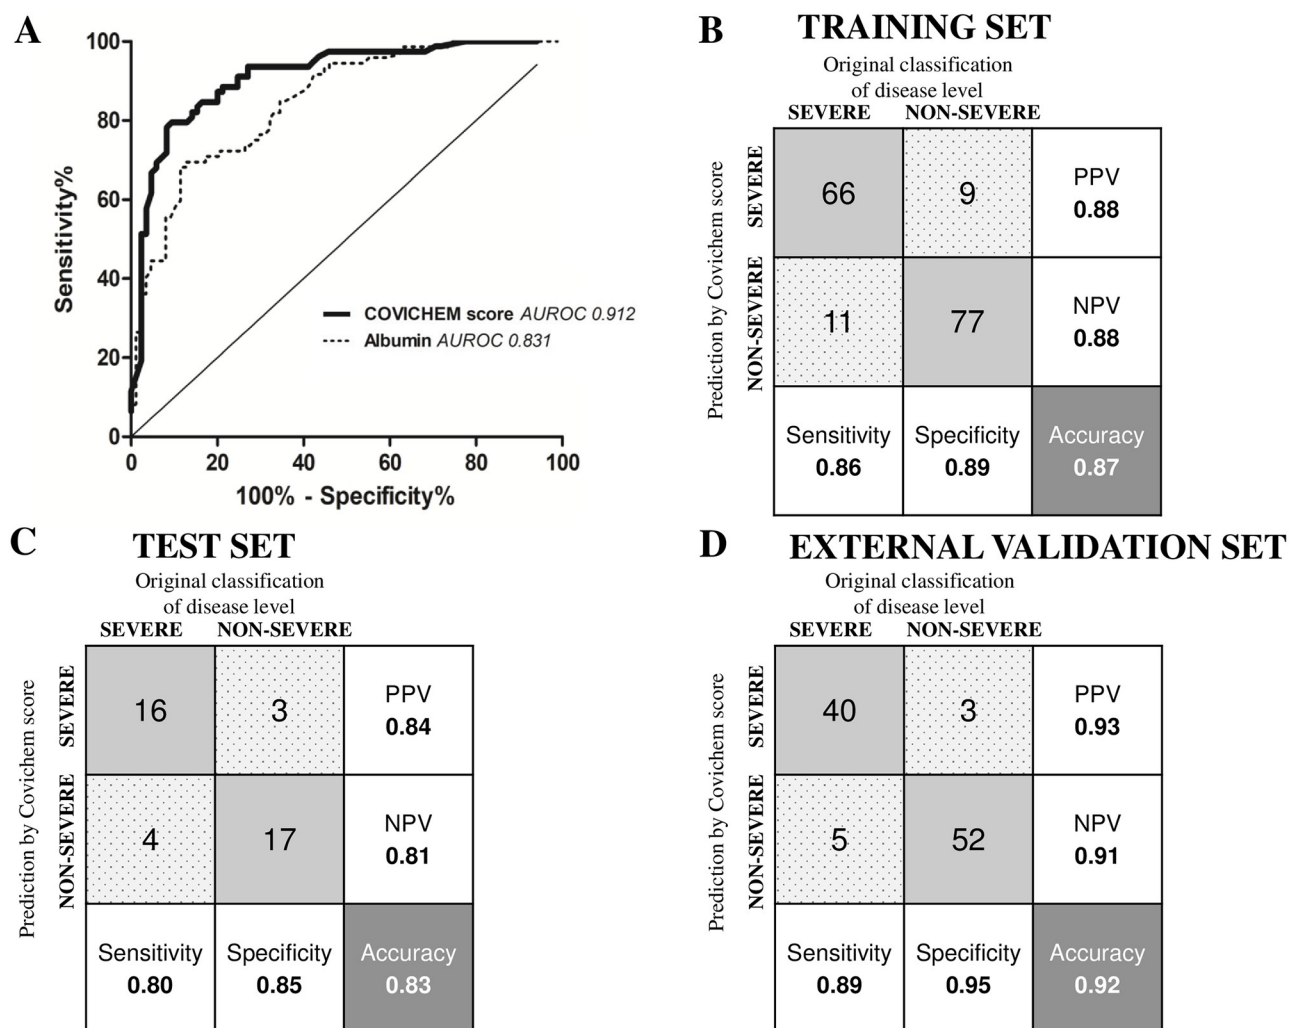 A
100
80
60
40
20
0
Sensitivity%
0 20 40 60 80 100
100% - Specificity%
COVICHEM score AUROC 0.912
Albumin AUROC 0.831
B TRAINING SET
Original classification
of disease level
SEVERE NON-SEVERE
Prediction by Covichem score
SEVERE
NON-SEVERE
66 9 PPV
0.88
11 77 NPV
0.88
Sensitivity Specificity Accuracy
0.86 0.89 0.87
C TEST SET
Original classification
of disease level
SEVERE NON-SEVERE
Prediction by Covichem score
SEVERE
NON-SEVERE
16 3 PPV
0.84
4 17 NPV
0.81
Sensitivity Specificity Accuracy
0.80 0.85 0.83
D EXTERNAL VALIDATION SET
Original classification
of disease level
SEVERE NON-SEVERE
Prediction by Covichem score
SEVERE
NON-SEVERE
40 3 PPV
0.93
5 52 NPV
0.91
Sensitivity Specificity Accuracy
0.89 0.95 0.92